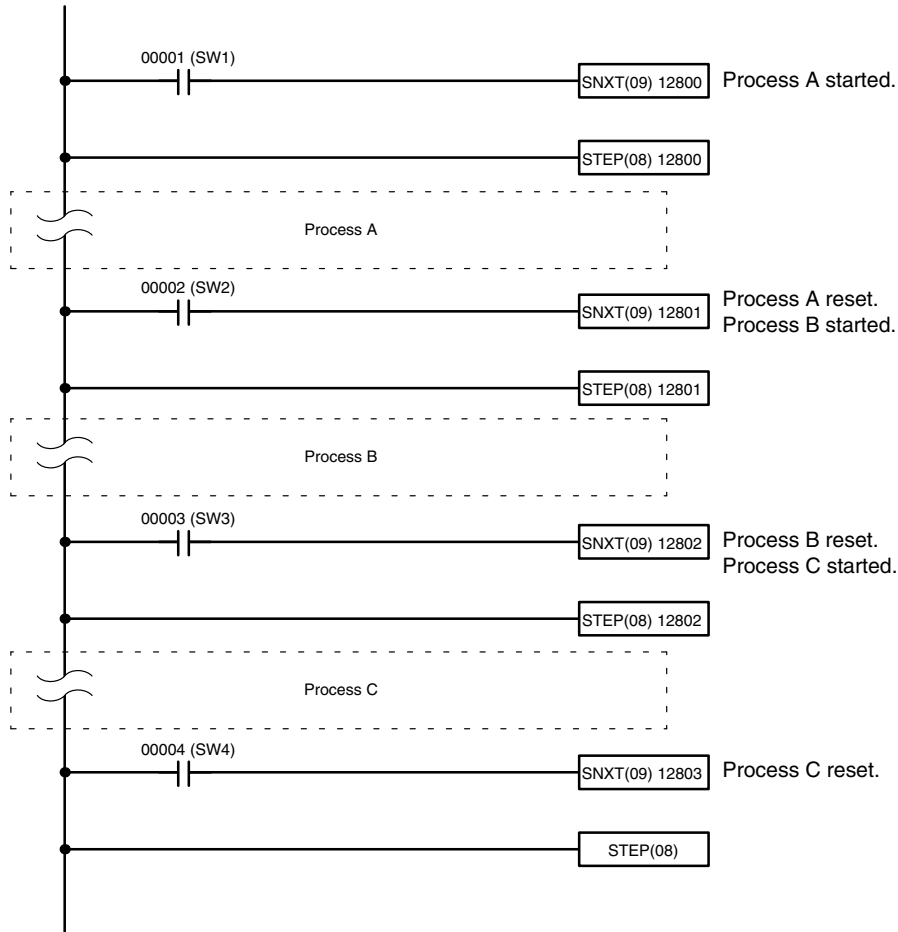 00001 (SW1)
SNXT(09) 12800
Process A started.
STEP(08) 12800
Process A
00002 (SW2)
SNXT(09) 12801
Process A reset.
Process B started.
STEP(08) 12801
Process B
00003 (SW3)
SNXT(09) 12802
Process B reset.
Process C started.
STEP(08) 12802
Process C
00004 (SW4)
SNXT(09) 12803
Process C reset.
STEP(08)